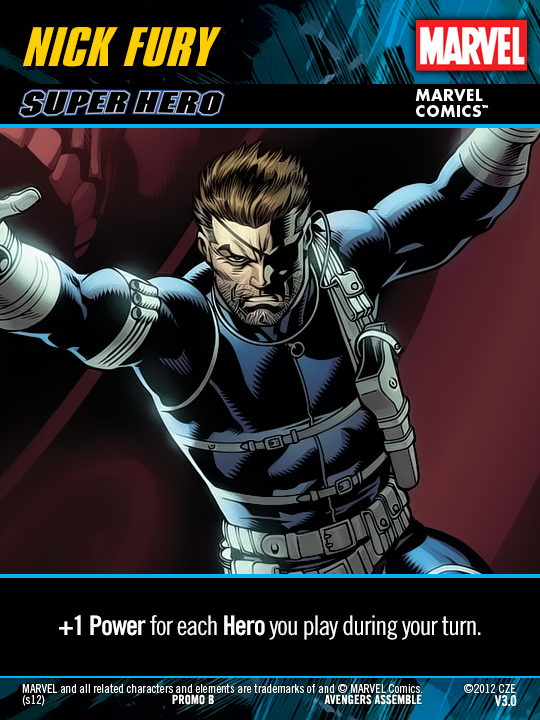 NICK FURY
MARVEL
SUPER HERO
MARVEL
COMICS™
+1 Power for each Hero you play during your turn.
MARVEL and all related characters and elements are trademarks of and © MARVEL Comics. ©2012 CZE
(s12) PROMO B AVENGERS ASSEMBLE V3.0